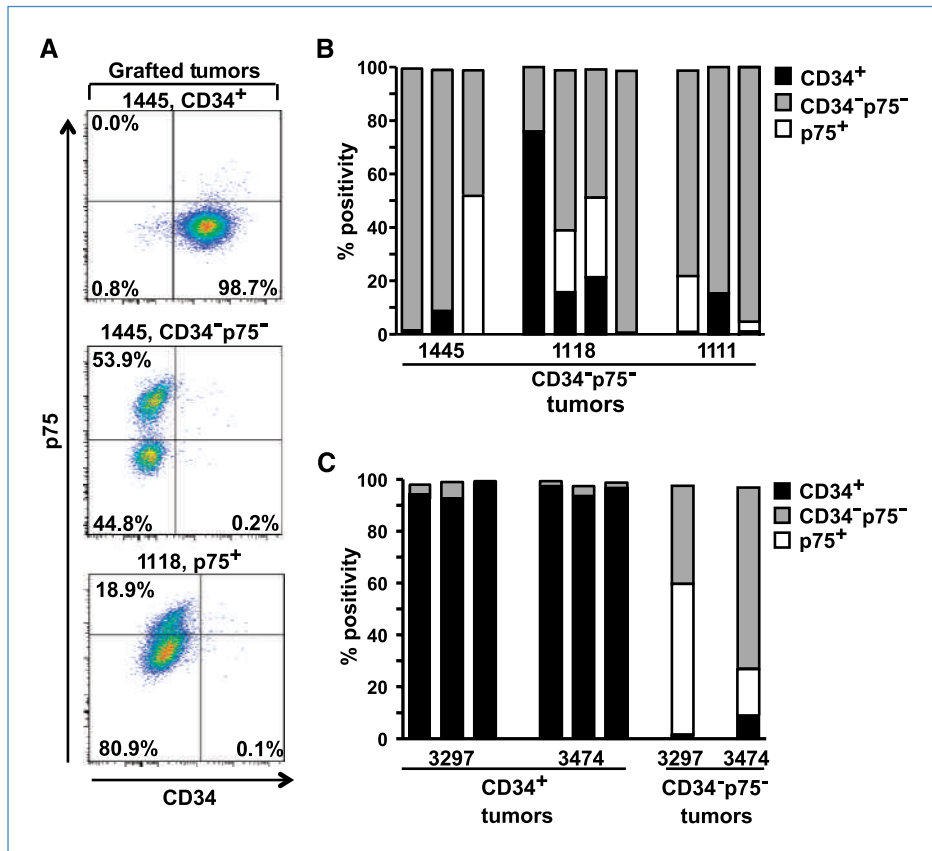 A
Grafted tumors
1445, CD34⁺
0.0%
0.8%
98.7%
1445, CD34⁻p75⁻
53.9%
44.8%
0.2%
1118, p75⁺
18.9%
80.9%
0.1%
p75
CD34
B
100
80
60
40
20
0
% positivity
CD34⁺
CD34⁻p75⁻
p75⁺
1445
1118
1111
CD34⁻p75⁻
tumors
C
100
80
60
40
20
0
% positivity
CD34⁺
CD34⁻p75⁻
p75⁺
3297
3474
3297
3474
CD34⁺
tumors
CD34⁻p75⁻
tumors